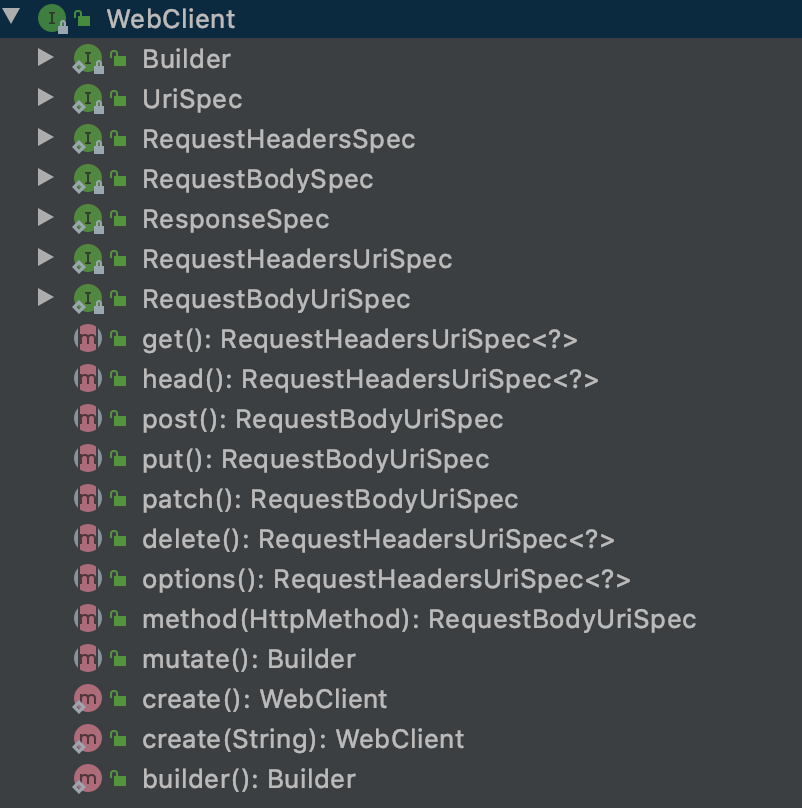 WebClient
Builder
UriSpec
RequestHeadersSpec
RequestBodySpec
ResponseSpec
RequestHeadersUriSpec
RequestBodyUriSpec
get(): RequestHeadersUriSpec<?>
head(): RequestHeadersUriSpec<?>
post(): RequestBodyUriSpec
put(): RequestBodyUriSpec
patch(): RequestBodyUriSpec
delete(): RequestHeadersUriSpec<?>
options(): RequestHeadersUriSpec<?>
method(HttpMethod): RequestBodyUriSpec
mutate(): Builder
create(): WebClient
create(String): WebClient
builder(): Builder